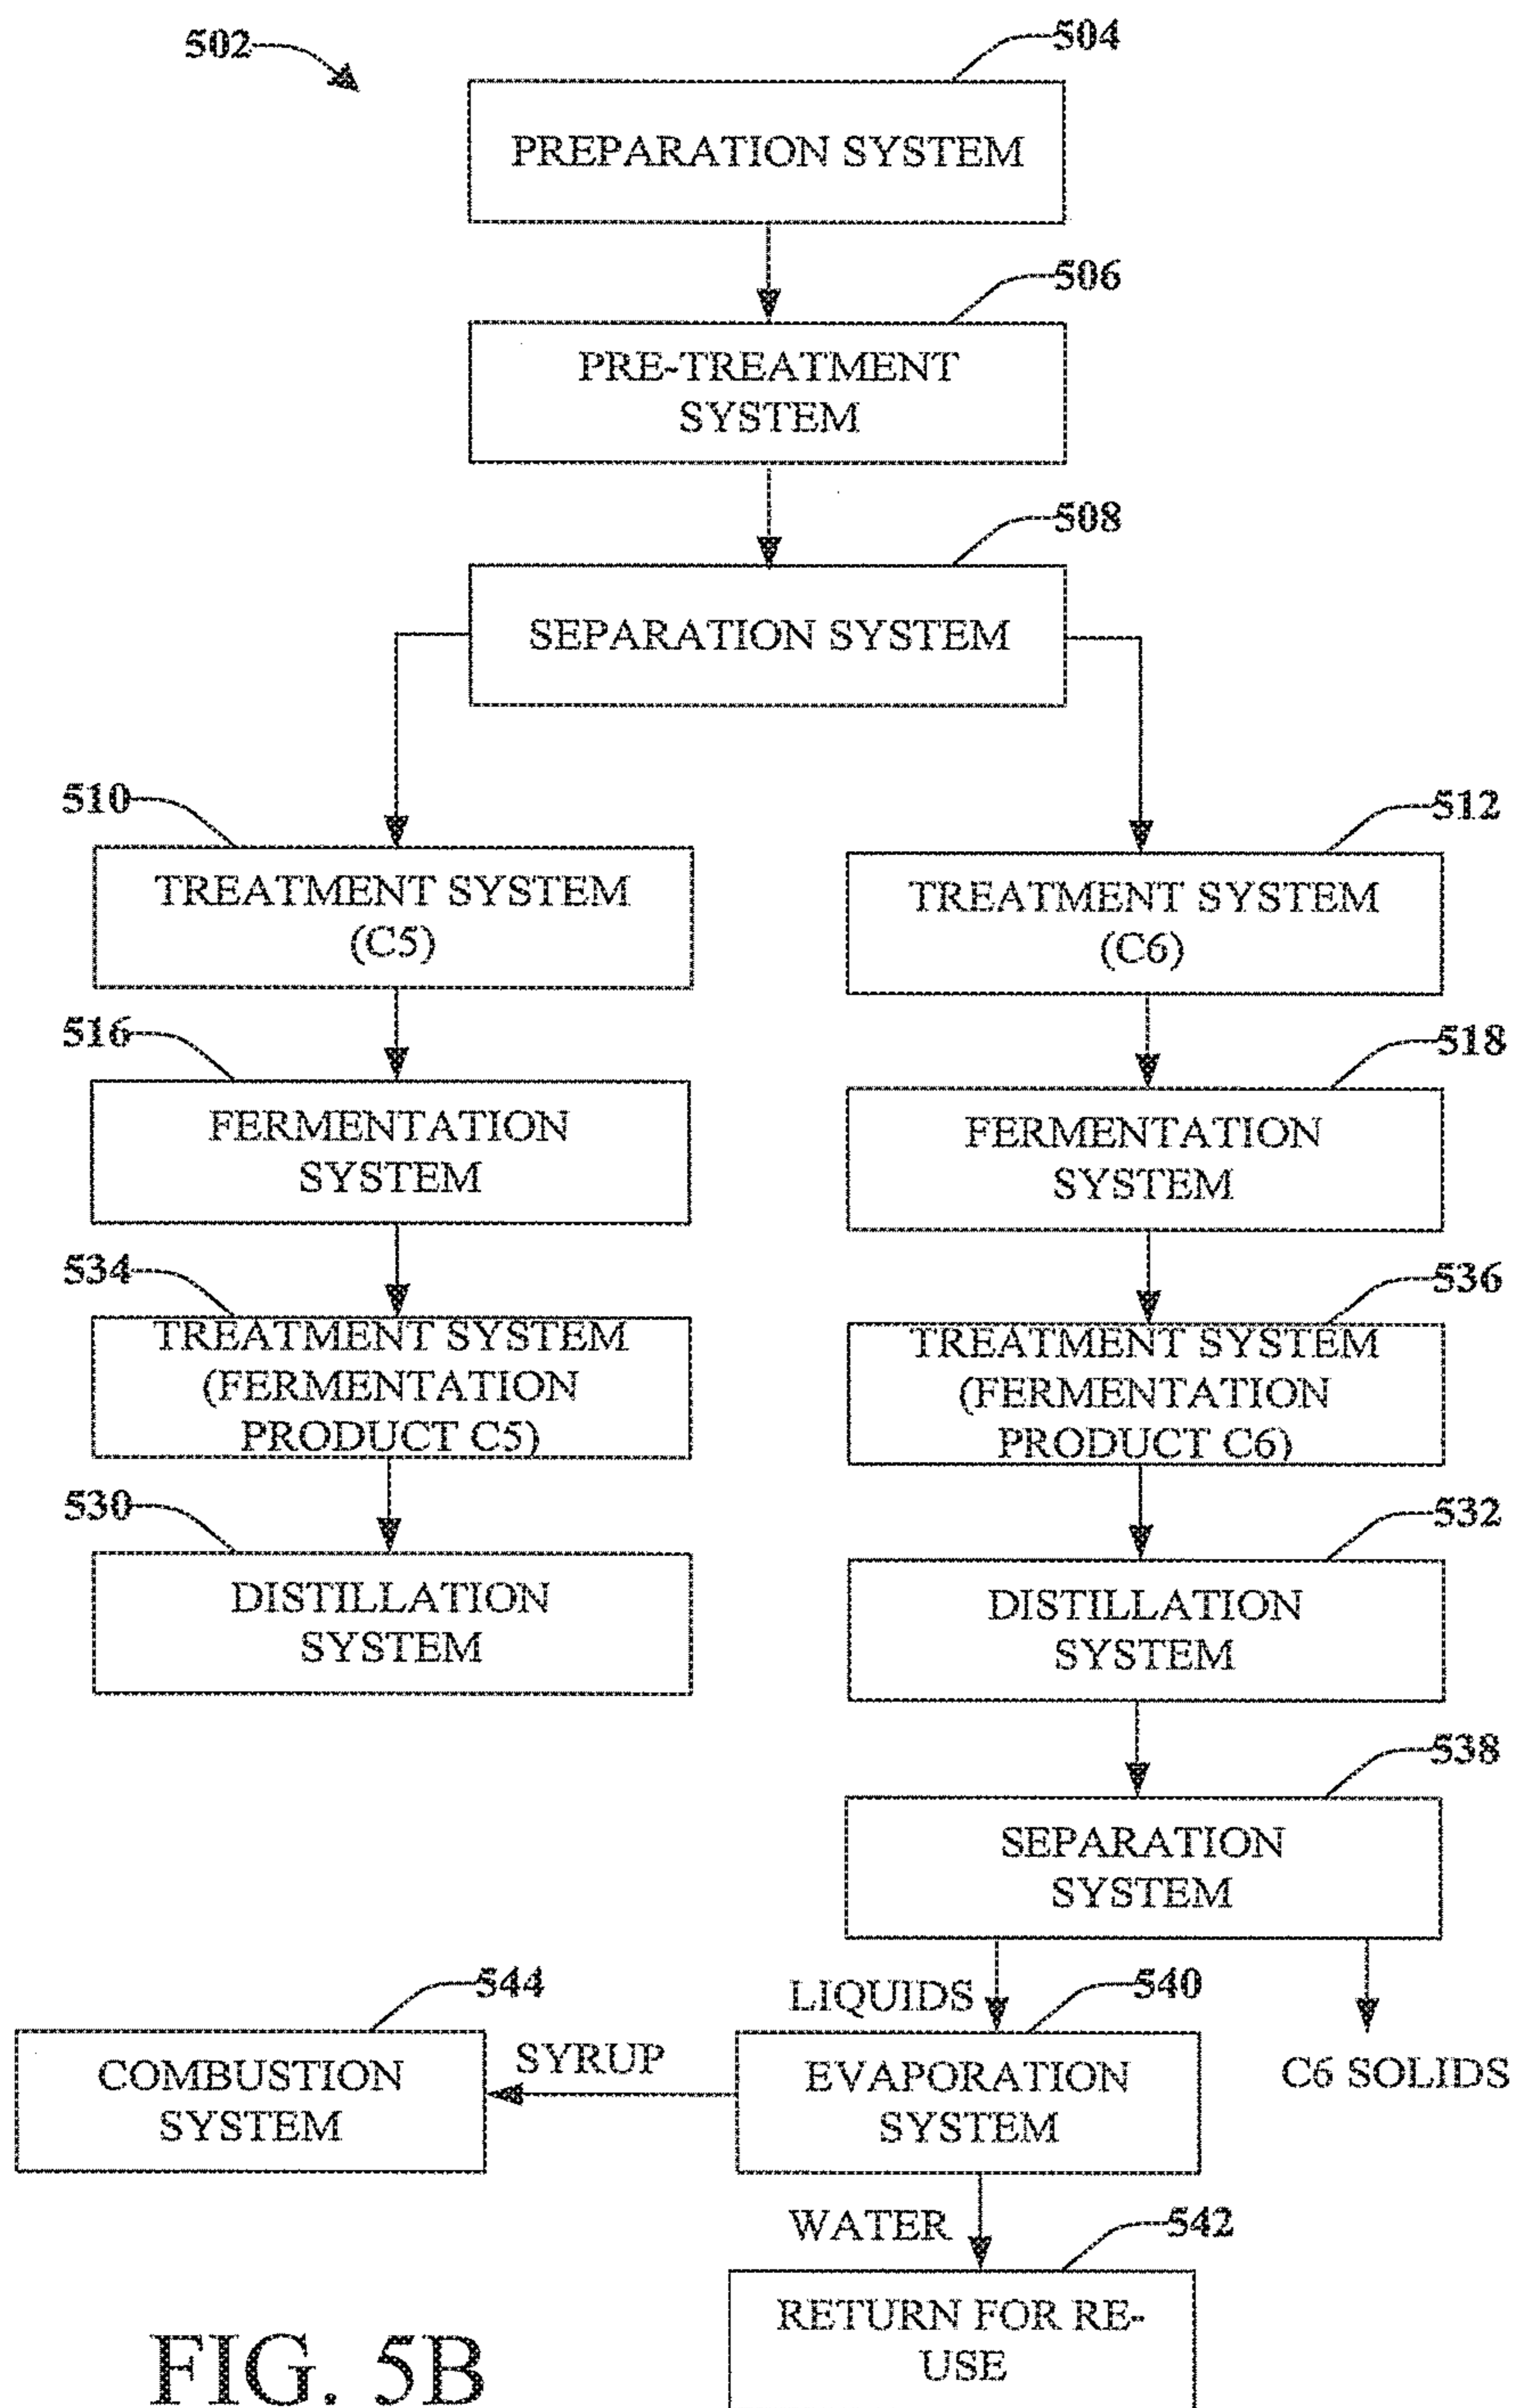 502
504
PREPARATION SYSTEM
506
PRE-TREATMENT
SYSTEM
508
SEPARATION SYSTEM
510
TREATMENT SYSTEM
(C5)
512
TREATMENT SYSTEM
(C6)
516
FERMENTATION
SYSTEM
518
FERMENTATION
SYSTEM
534
TREATMENT SYSTEM
(FERMENTATION
PRODUCT C5)
536
TREATMENT SYSTEM
(FERMENTATION
PRODUCT C6)
530
DISTILLATION
SYSTEM
532
DISTILLATION
SYSTEM
538
SEPARATION
SYSTEM
LIQUIDS
540
EVAPORATION
SYSTEM
C6 SOLIDS
SYRUP
544
COMBUSTION
SYSTEM
WATER
542
RETURN FOR RE-
USE
FIG. 5B